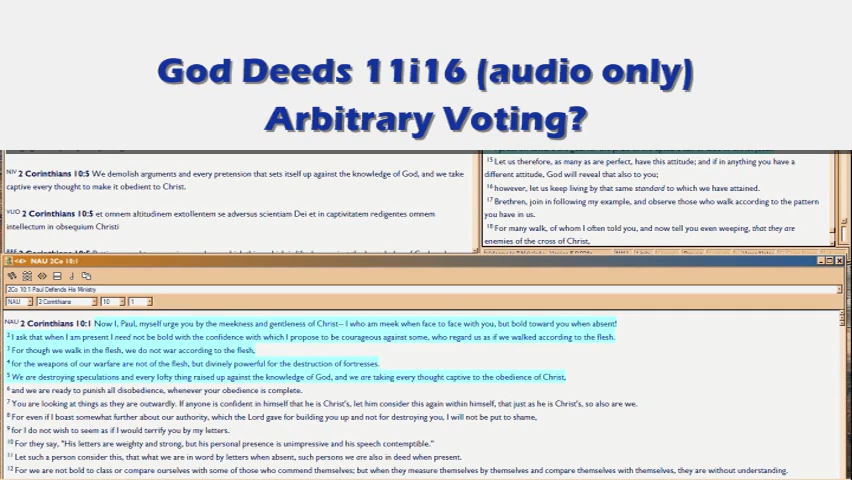 God Deeds 11i16 (audio only)
Arbitrary Voting?
NIV 2 Corinthians 10:5 We demolish arguments and every pretension that sets itself up against the knowledge of God, and we take
captive every thought to make it obedient to Christ.
VUO 2 Corinthians 10:5 et omnem altitudinem extollentem se adversus scientiam Dei et in captivitatem redigentes omnem
intellectum in obsequium Christi
15 Let us therefore, as many as are perfect, have this attitude; and if in anything you have a
different attitude, God will reveal that also to you;
16 however, let us keep living by that same standard to which we have attained.
17 Brethren, join in following my example, and observe those who walk according to the pattern
you have in us.
18 For many walk, of whom I often told you, and now tell you even weeping, that they are
enemies of the cross of Christ,
NAU 2Co 10:1
2Co 10:1 Paul Defends His Ministry
NAU 2 Corinthians 10 1
NAU 2 Corinthians 10:1 Now I, Paul, myself urge you by the meekness and gentleness of Christ-- I who am meek when face to face with you, but bold toward you when absent!
2 I ask that when I am present I need not be bold with the confidence with which I propose to be courageous against some, who regard us as if we walked according to the flesh.
3 For though we walk in the flesh, we do not war according to the flesh,
4 for the weapons of our warfare are not of the flesh, but divinely powerful for the destruction of fortresses.
5 We are destroying speculations and every lofty thing raised up against the knowledge of God, and we are taking every thought captive to the obedience of Christ,
6 and we are ready to punish all disobedience, whenever your obedience is complete.
7 You are looking at things as they are outwardly. If anyone is confident in himself that he is Christ's, let him consider this again within himself, that just as he is Christ's, so also are we.
8 For even if I boast somewhat further about our authority, which the Lord gave for building you up and not for destroying you, I will not be put to shame,
9 for I do not wish to seem as if I would terrify you by my letters.
10 For they say, "His letters are weighty and strong, but his personal presence is unimpressive and his speech contemptible."
11 Let such a person consider this, that what we are in word by letters when absent, such persons we are also in deed when present.
12 For we are not bold to class or compare ourselves with some of those who commend themselves; but when they measure themselves by themselves and compare themselves with themselves, they are without understanding.